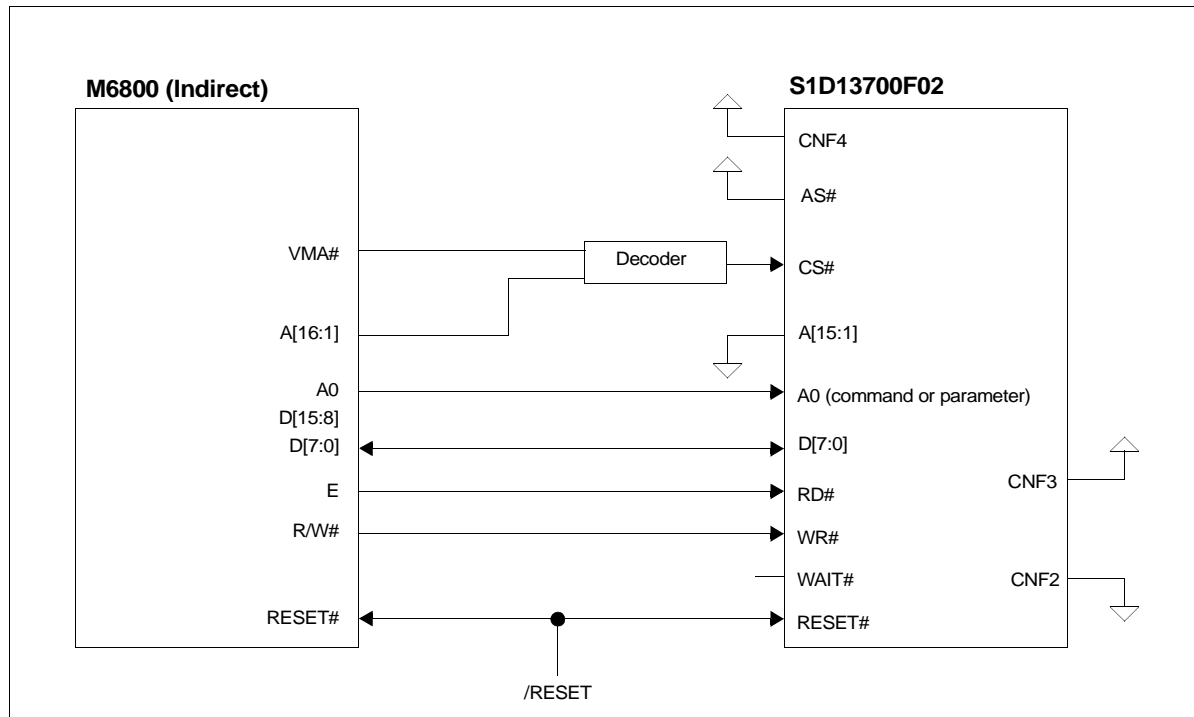 M6800 (Indirect)
VMA#
A[16:1]
A0
D[15:8]
D[7:0]
E
R/W#
RESET#
Decoder
/RESET
S1D13700F02
CNF4
AS#
CS#
A[15:1]
A0 (command or parameter)
D[7:0]
RD#
WR#
WAIT#
RESET#
CNF3
CNF2